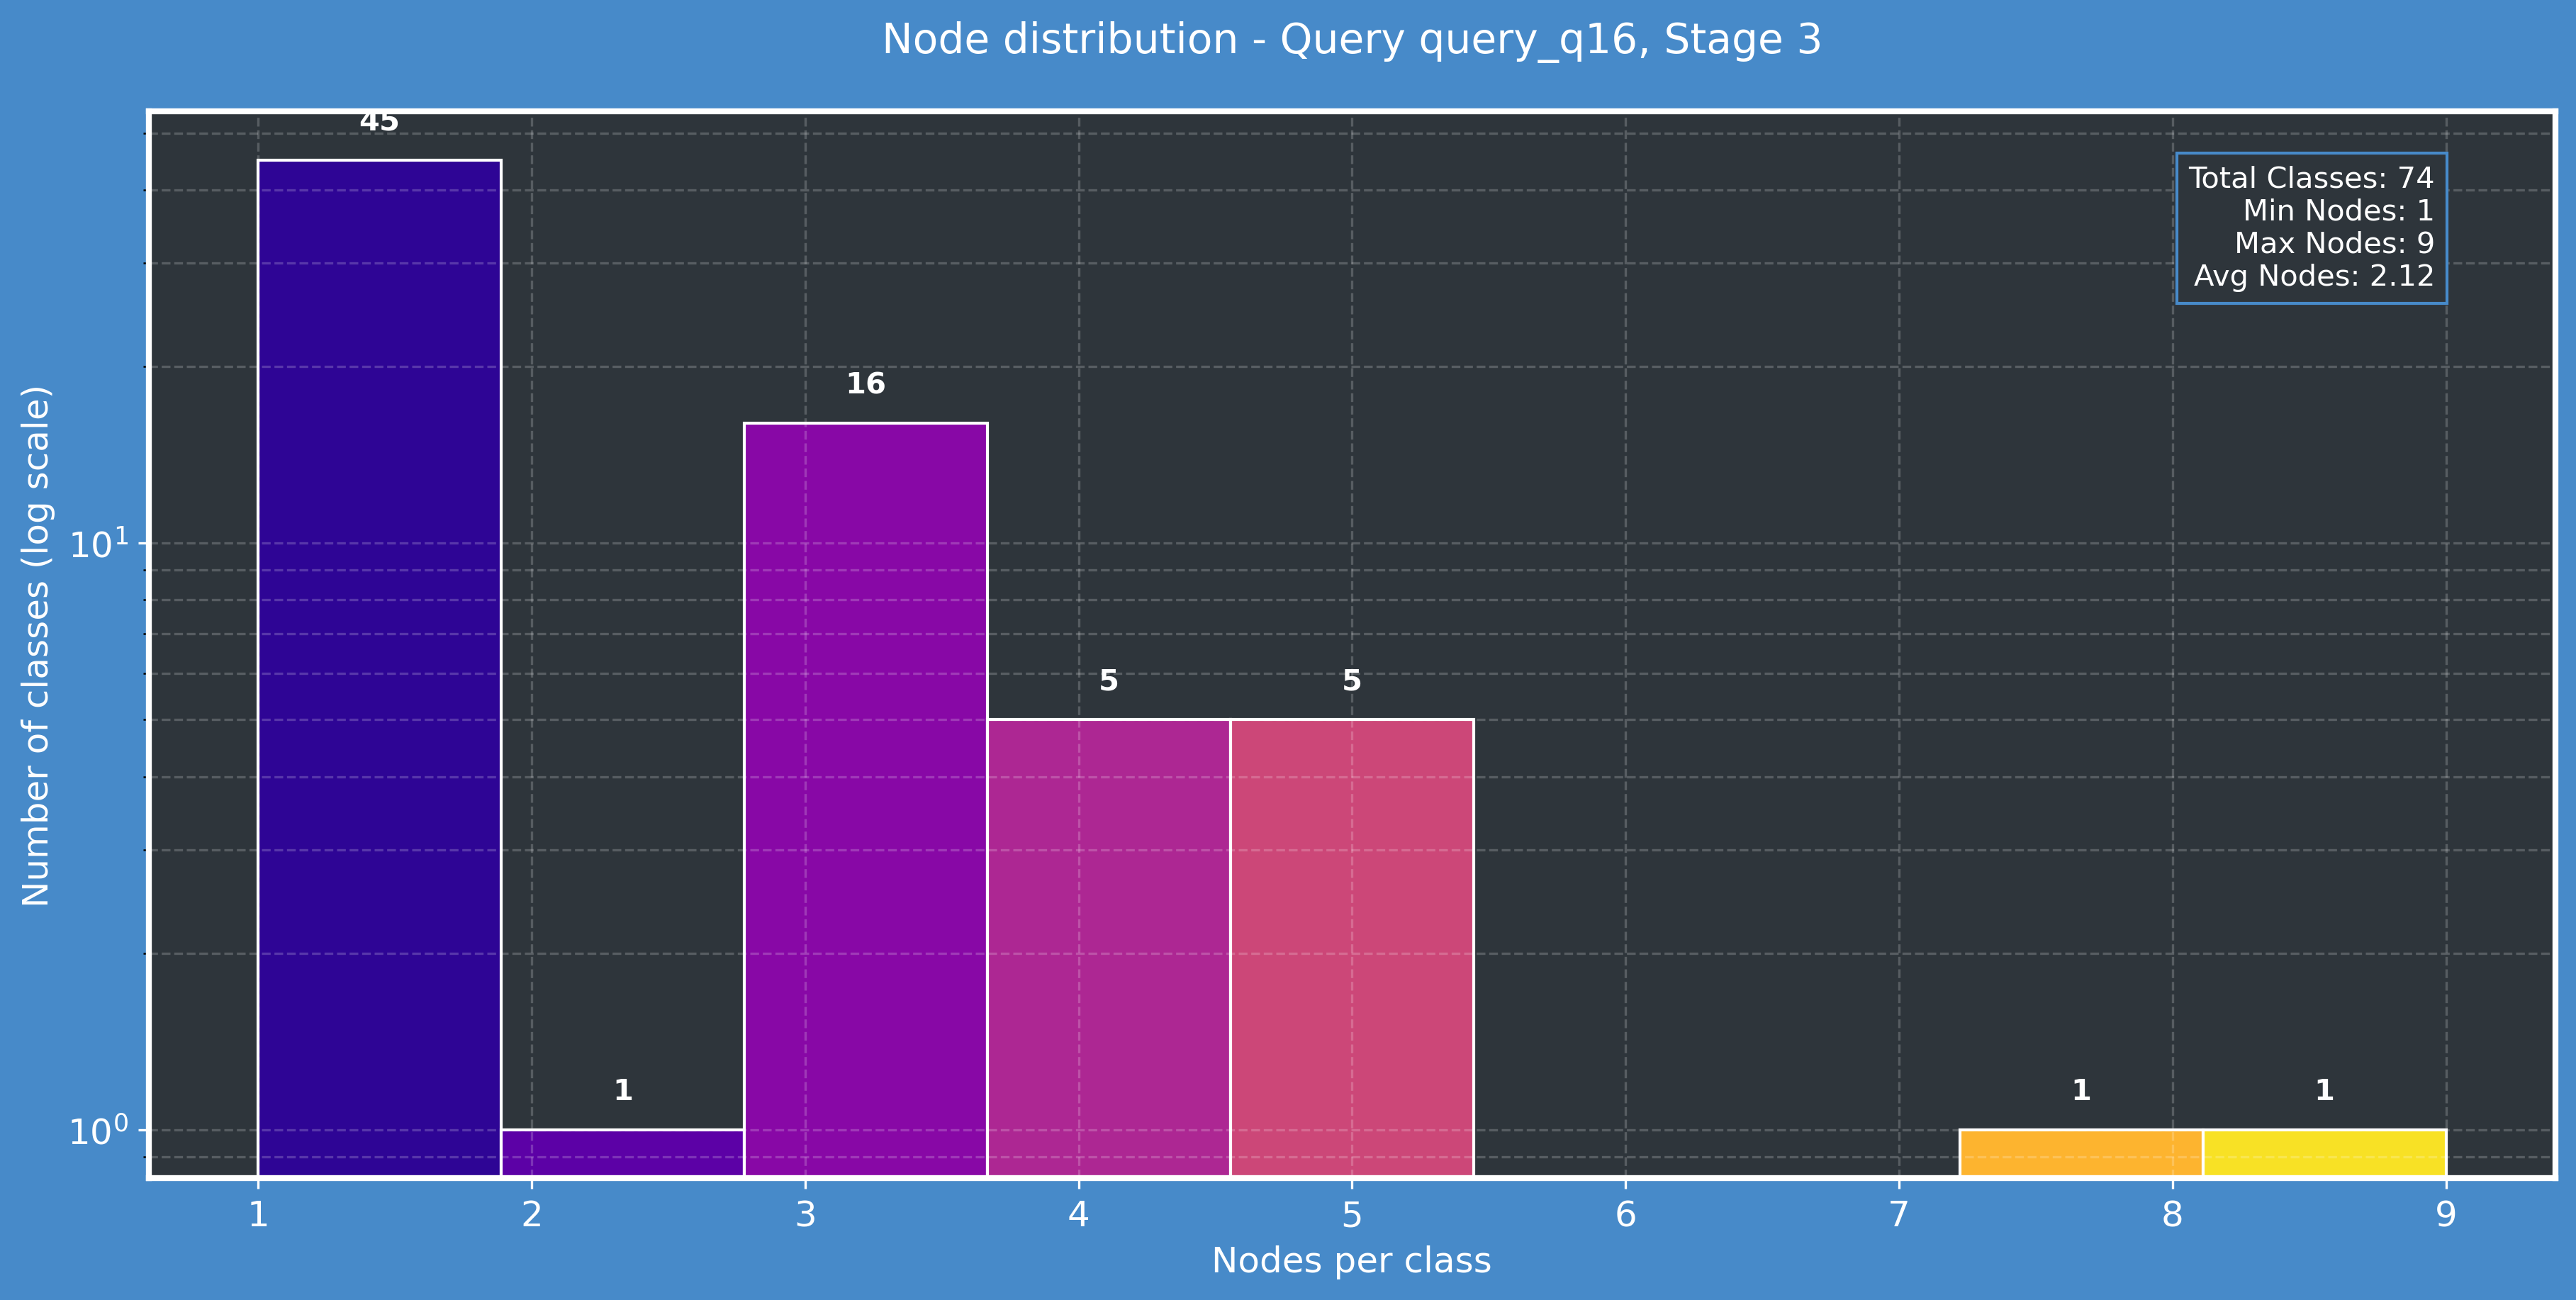 Node distribution - Query query_q16, Stage 3
45
Total Classes: 74
Min Nodes: 1
Max Nodes: 9
Avg Nodes: 2.12
16
5
5
1
1
1
Number of classes (log scale)
10¹
10⁰
1 2 3 4 5 6 7 8 9
Nodes per class